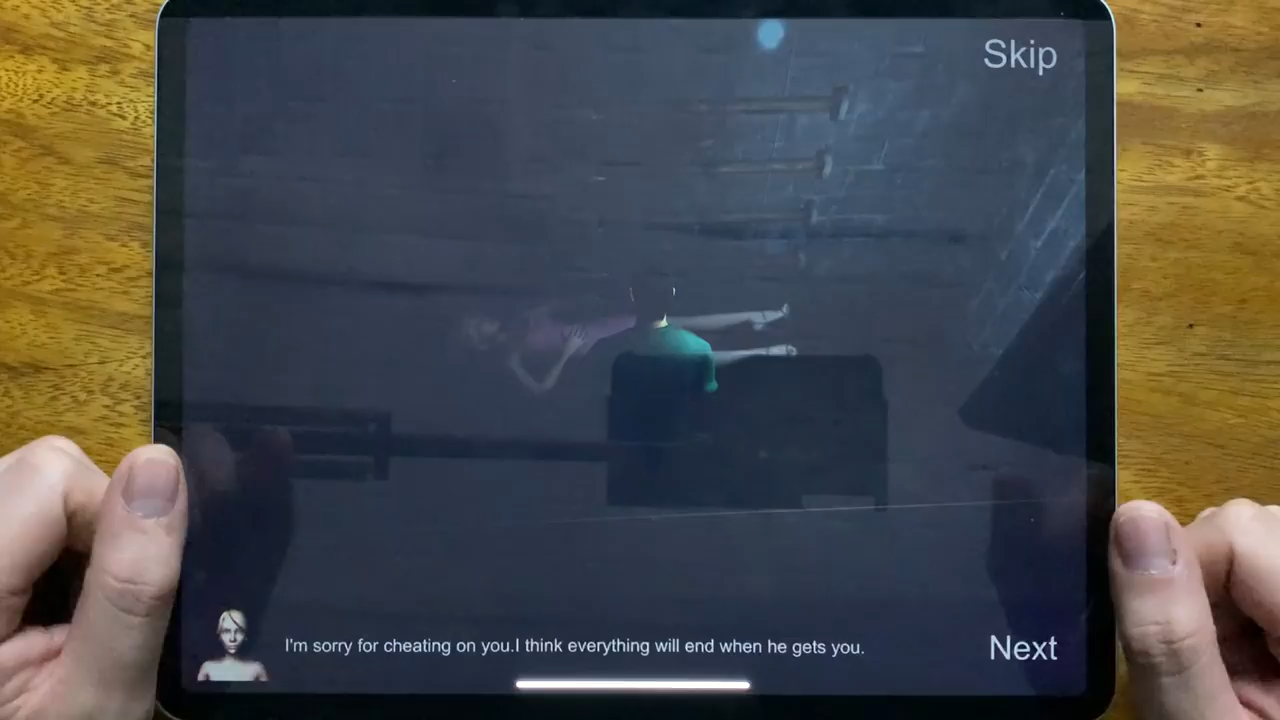 Skip
I'm sorry for cheating on you.I think everything will end when he gets you.
Next